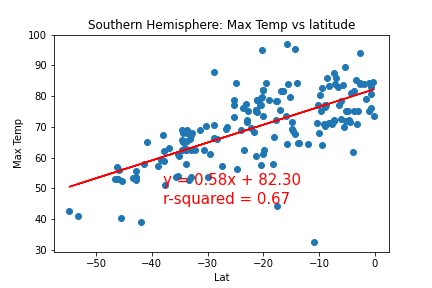 Southern Hemisphere: Max Temp vs latitude
100
90
80
70
60
50
40
30
Max Temp
y = 0.58x + 82.30
r-squared = 0.67
−50
−40
−30
−20
−10
0
Lat